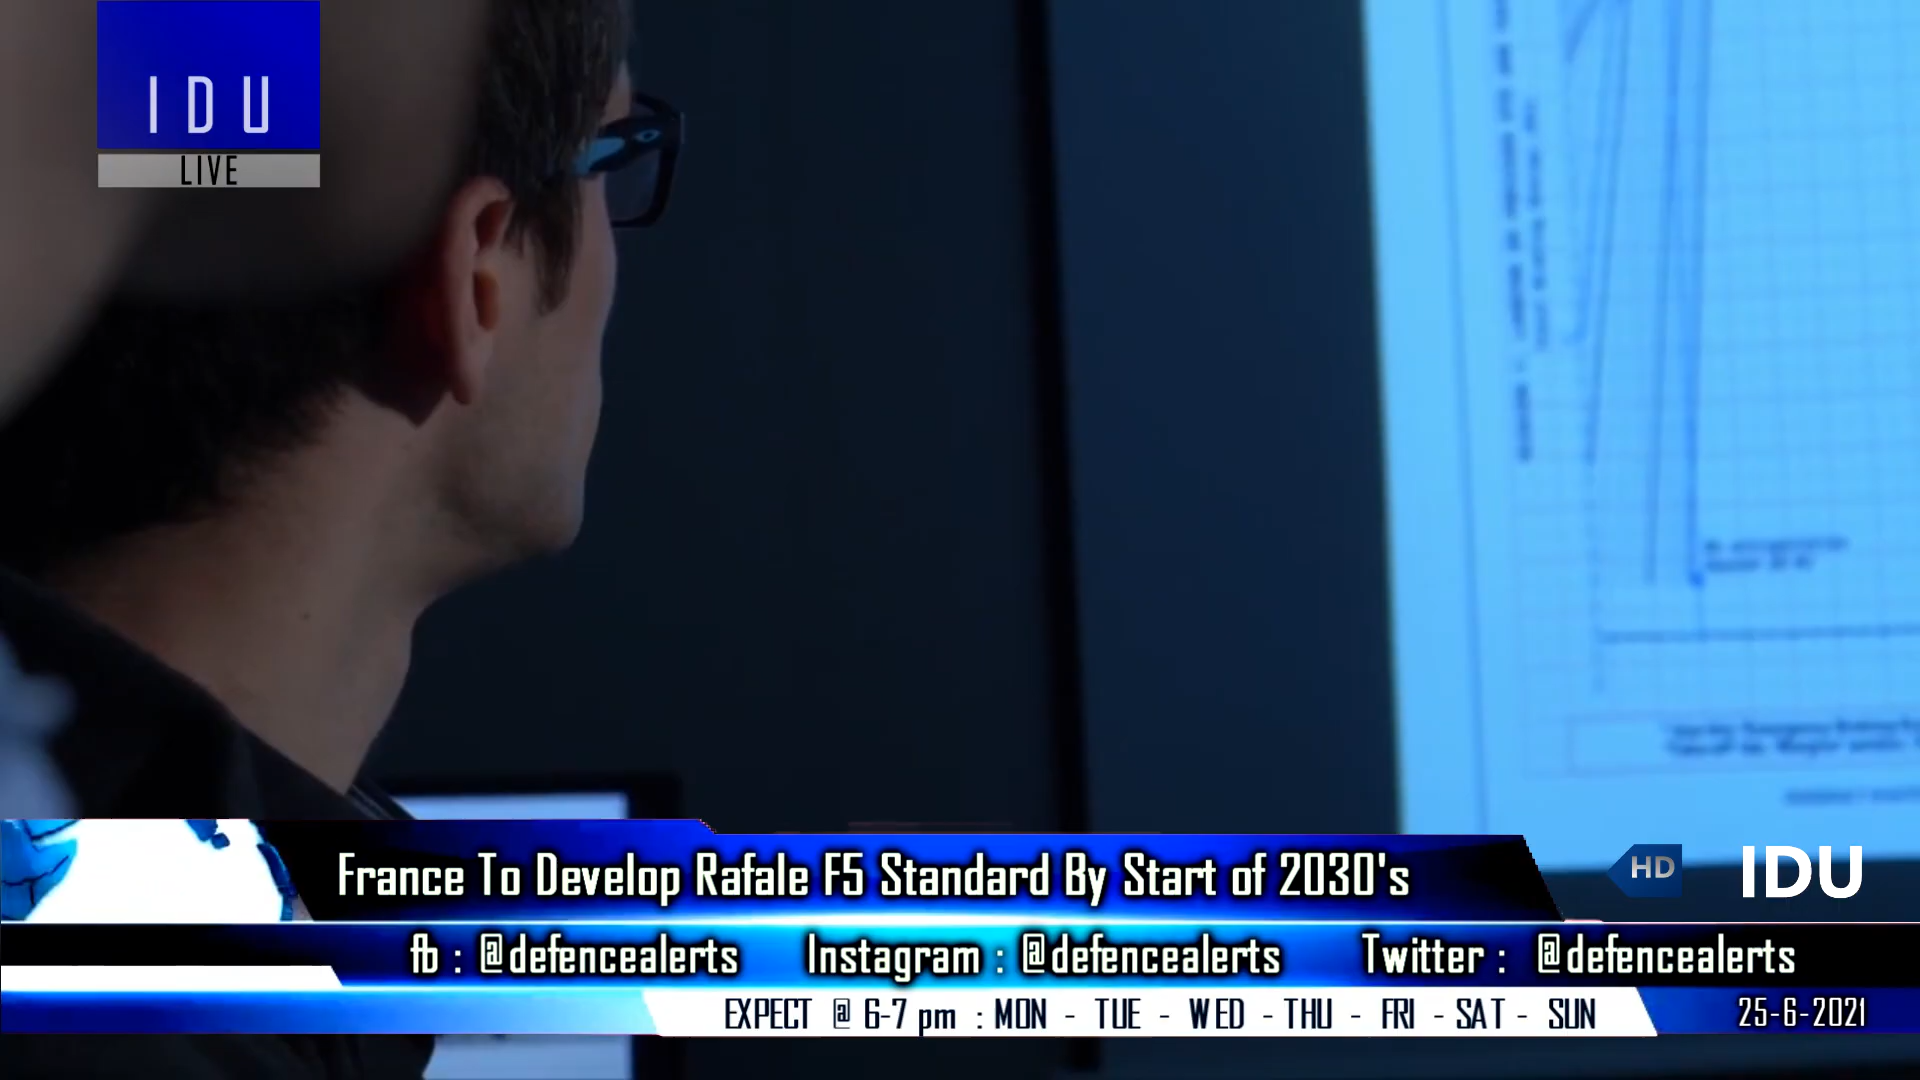 IDU
LIVE
France To Develop Rafale F5 Standard By Start of 2030's
HD
IDU
fb : @defencealerts Instagram : @defencealerts Twitter : @defencealerts
EXPECT @ 6-7 pm : MON - TUE - WED - THU - FRI - SAT - SUN
25-6-2021